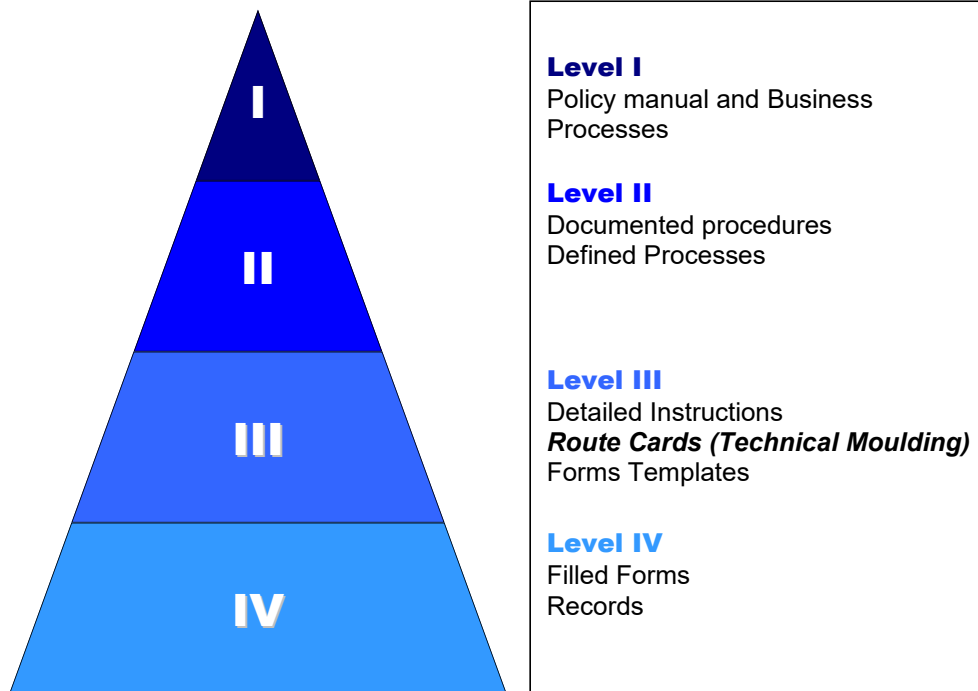 I
II
III
IV
Level I
Policy manual and Business
Processes
Level II
Documented procedures
Defined Processes
Level III
Detailed Instructions
Route Cards (Technical Moulding)
Forms Templates
Level IV
Filled Forms
Records